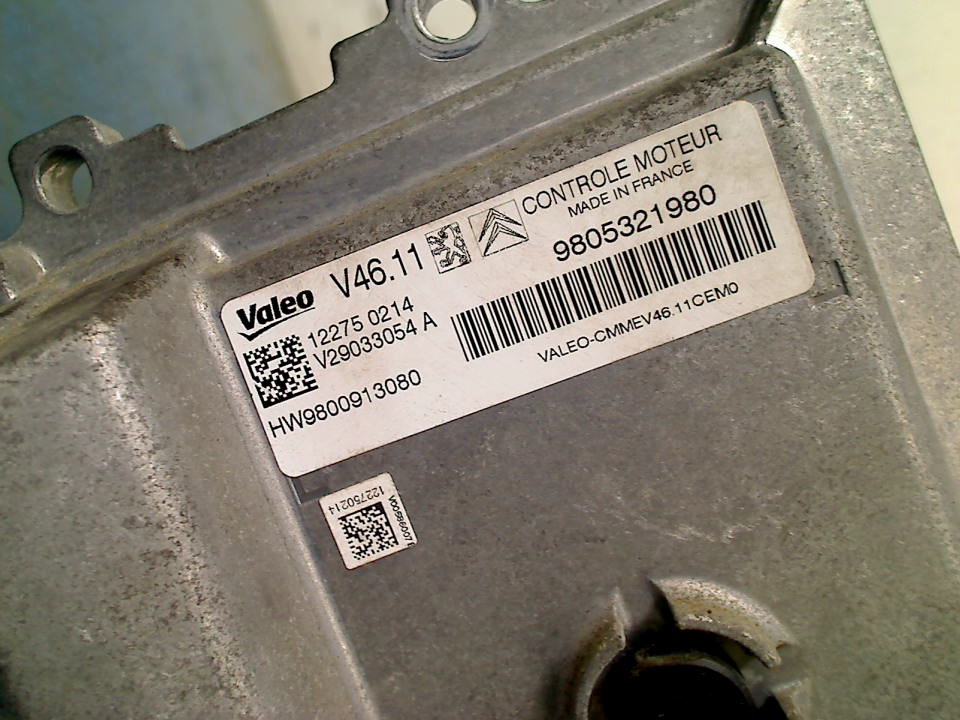 Valeo V46.11
CONTROLE MOTEUR
MADE IN FRANCE
9805321980
12275 0214
V29033054 A
HW9800913080
VALEO-CMMEV46.11CEM0
122750214